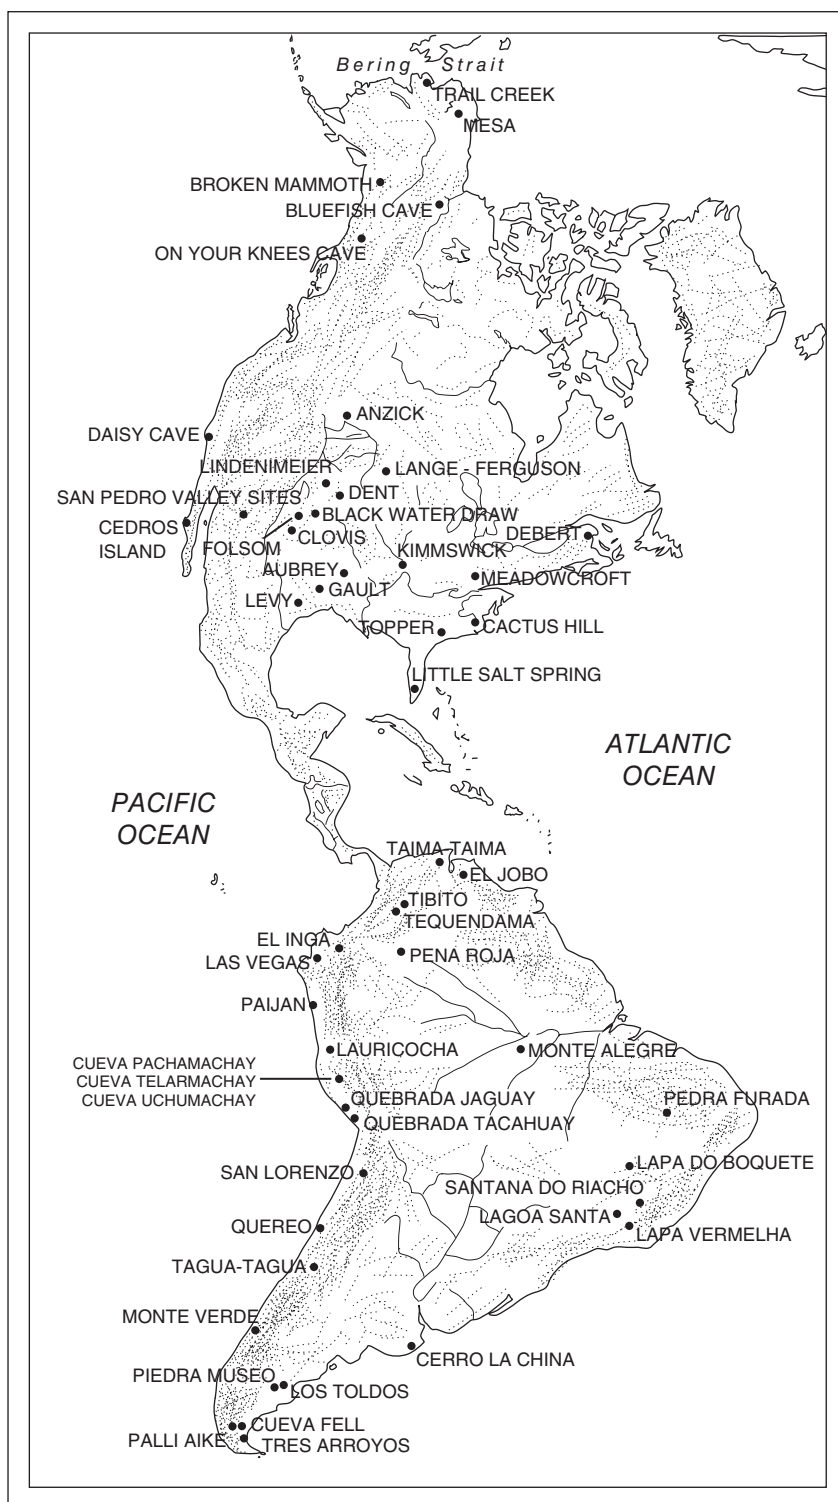 Bering Strait
TRAIL CREEK
MESA
BROKEN MAMMOTH
BLUEFISH CAVE
ON YOUR KNEES CAVE
ANZICK
DAISY CAVE
LINDENIMEIER
LANGE - FERGUSON
SAN PEDRO VALLEY SITES
DENT
CEDROS
ISLAND
BLACK WATER DRAW
FOLSOM
CLOVIS
DEBERT
KIMMSWICK
AUBREY
MEADOWCROFT
GAULT
LEVY
TOPPER
CACTUS HILL
LITTLE SALT SPRING
ATLANTIC
OCEAN
PACIFIC
OCEAN
TAIMA-TAIMA
EL JOBO
TIBITO
TEQUENDAMA
EL INGA
LAS VEGAS
PENA ROJA
PAIJAN
LAURICOCHA
MONTE ALEGRE
CUEVA PACHAMACHAY
CUEVA TELARMACHAY
CUEVA UCHUMACHAY
QUEBRADA JAGUAY
PEDRA FURADA
QUEBRADA TACAHUAY
LAPA DO BOQUETE
SAN LORENZO
SANTANA DO RIACHO
LAGOA SANTA
QUEREO
LAPA VERMELHA
TAGUA-TAGUA
MONTE VERDE
CERRO LA CHINA
PIEDRA MUSEO
LOS TOLDOS
CUEVA FELL
PALLI AIKE
TRES ARROYOS